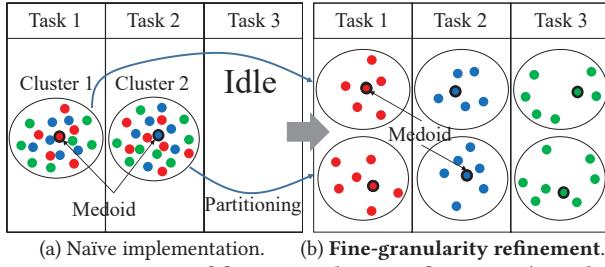 Task 1 Task 2 Task 3 Task 1 Task 2 Task 3
Cluster 1 Cluster 2 Idle
Medoid
Medoid
Partitioning
(a) Naïve implementation. (b) Fine-granularity refinement.